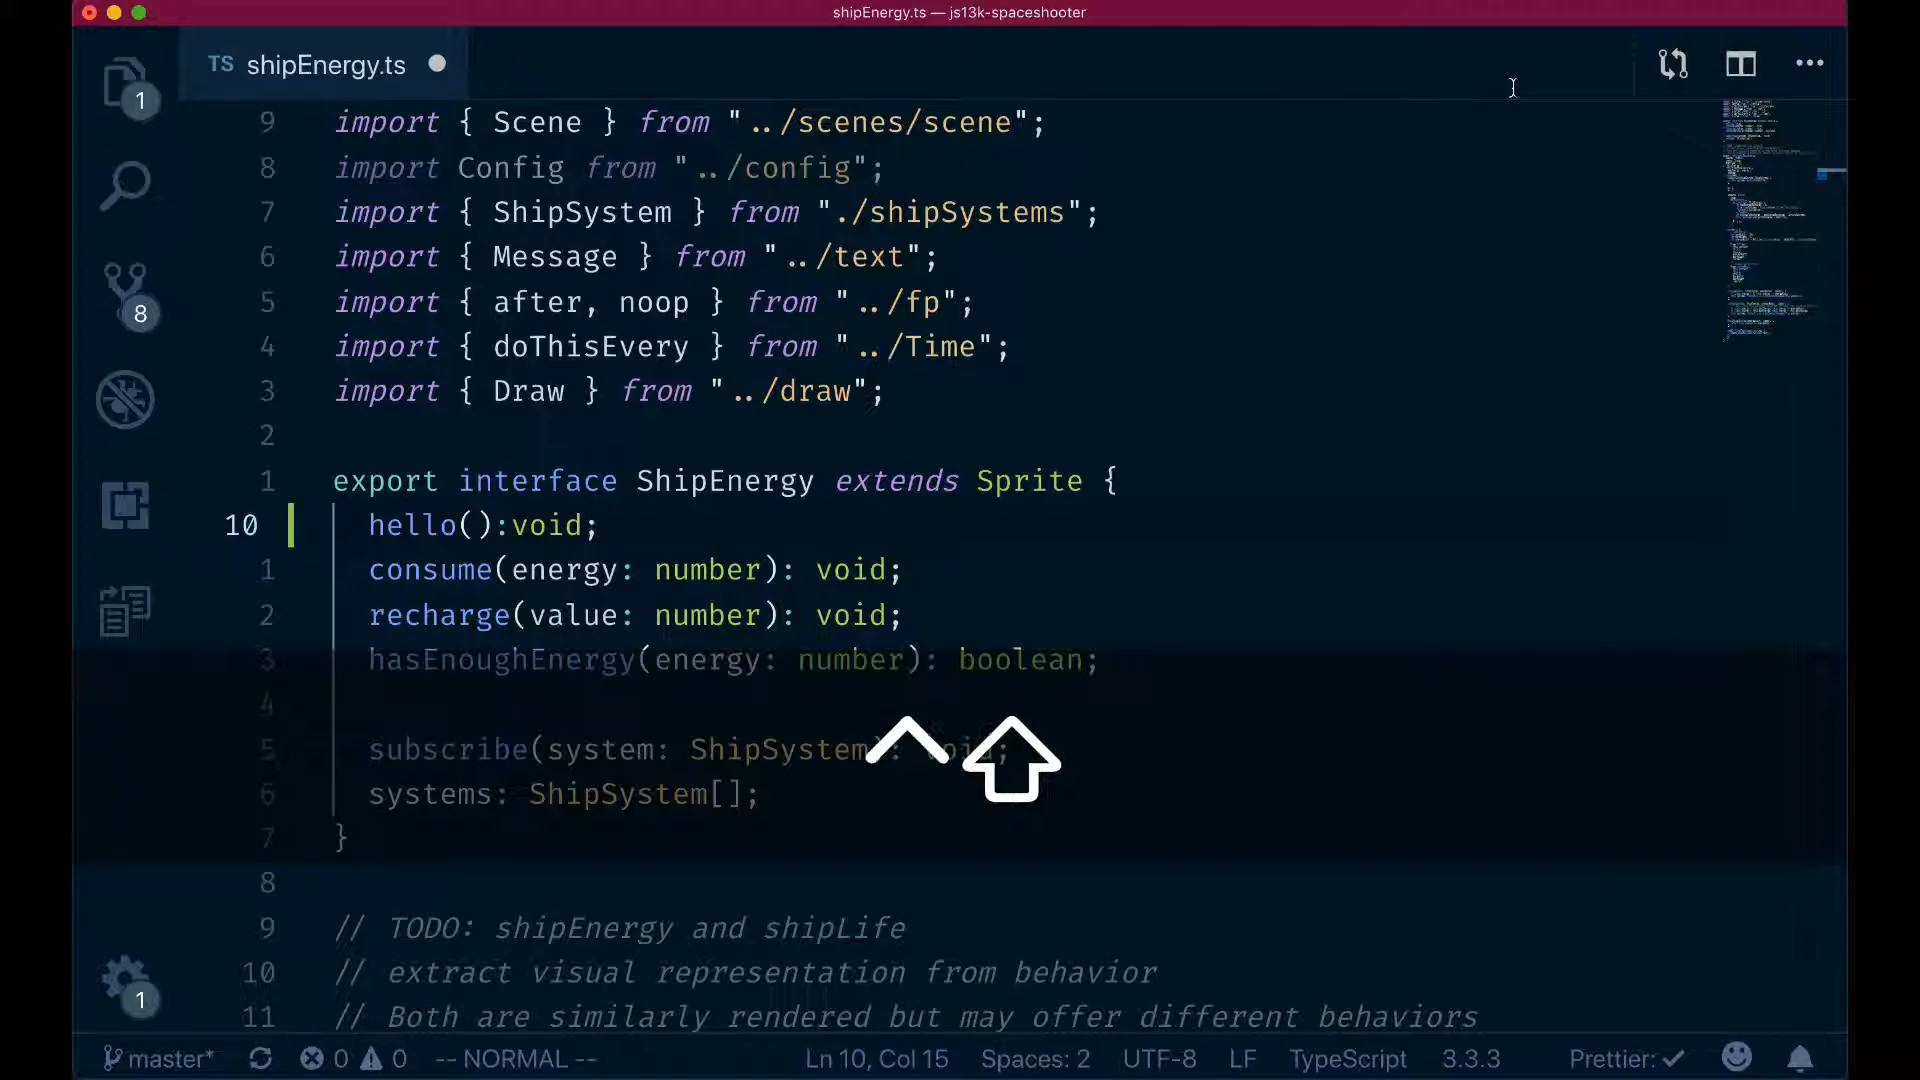 shipEnergy.ts — js13k-spaceshooter
TS shipEnergy.ts
1
8
1
9 import { Scene } from "../scenes/scene";
8 import Config from "../config";
7 import { ShipSystem } from "./shipSystems";
6 import { Message } from "../text";
5 import { after, noop } from "../fp";
4 import { doThisEvery } from "../Time";
3 import { Draw } from "../draw";
2
1 export interface ShipEnergy extends Sprite {
10 hello():void;
1 consume(energy: number): void;
2 recharge(value: number): void;
3 hasEnoughEnergy(energy: number): boolean;
4
5 subscribe(system: ShipSystem): void;
6 systems: ShipSystem[];
7 }
8
9 // TODO: shipEnergy and shipLife
10 // extract visual representation from behavior
11 // Both are similarly rendered but may offer different behaviors
master* 0 0 -- NORMAL -- Ln 10, Col 15 Spaces: 2 UTF-8 LF TypeScript 3.3.3 Prettier: ✓